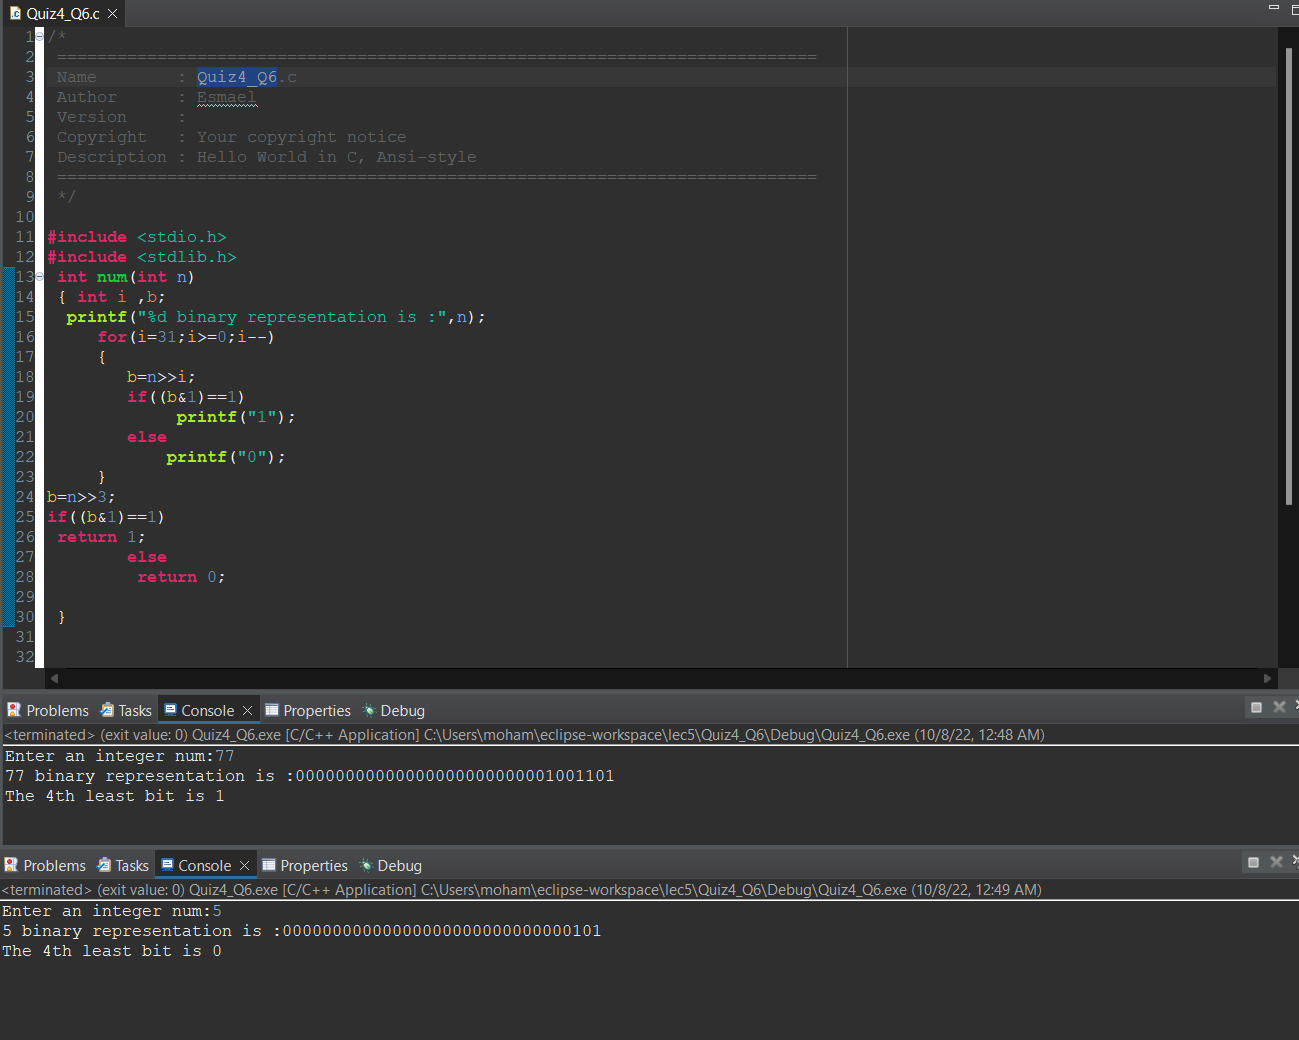 Quiz4_Q6.c
1 /*
2 ============================================================================
3 Name        : Quiz4_Q6.c
4 Author      : Esmael
5 Version     :
6 Copyright   : Your copyright notice
7 Description : Hello World in C, Ansi-style
8 ============================================================================
9 */
10
11 #include <stdio.h>
12 #include <stdlib.h>
13 int num(int n)
14 { int i ,b;
15 printf("%d binary representation is :",n);
16 for(i=31;i>=0;i--)
17 {
18 b=n>>i;
19 if((b&1)==1)
20 printf("1");
21 else
22 printf("0");
23 }
24 b=n>>3;
25 if((b&1)==1)
26 return 1;
27 else
28 return 0;
29
30 }
31
32
Problems Tasks Console Properties Debug
<terminated> (exit value: 0) Quiz4_Q6.exe [C/C++ Application] C:\Users\moham\eclipse-workspace\lec5\Quiz4_Q6\Debug\Quiz4_Q6.exe (10/8/22, 12:48 AM)
Enter an integer num:77
77 binary representation is :00000000000000000000000001001101
The 4th least bit is 1
Problems Tasks Console Properties Debug
<terminated> (exit value: 0) Quiz4_Q6.exe [C/C++ Application] C:\Users\moham\eclipse-workspace\lec5\Quiz4_Q6\Debug\Quiz4_Q6.exe (10/8/22, 12:49 AM)
Enter an integer num:5
5 binary representation is :00000000000000000000000000000101
The 4th least bit is 0